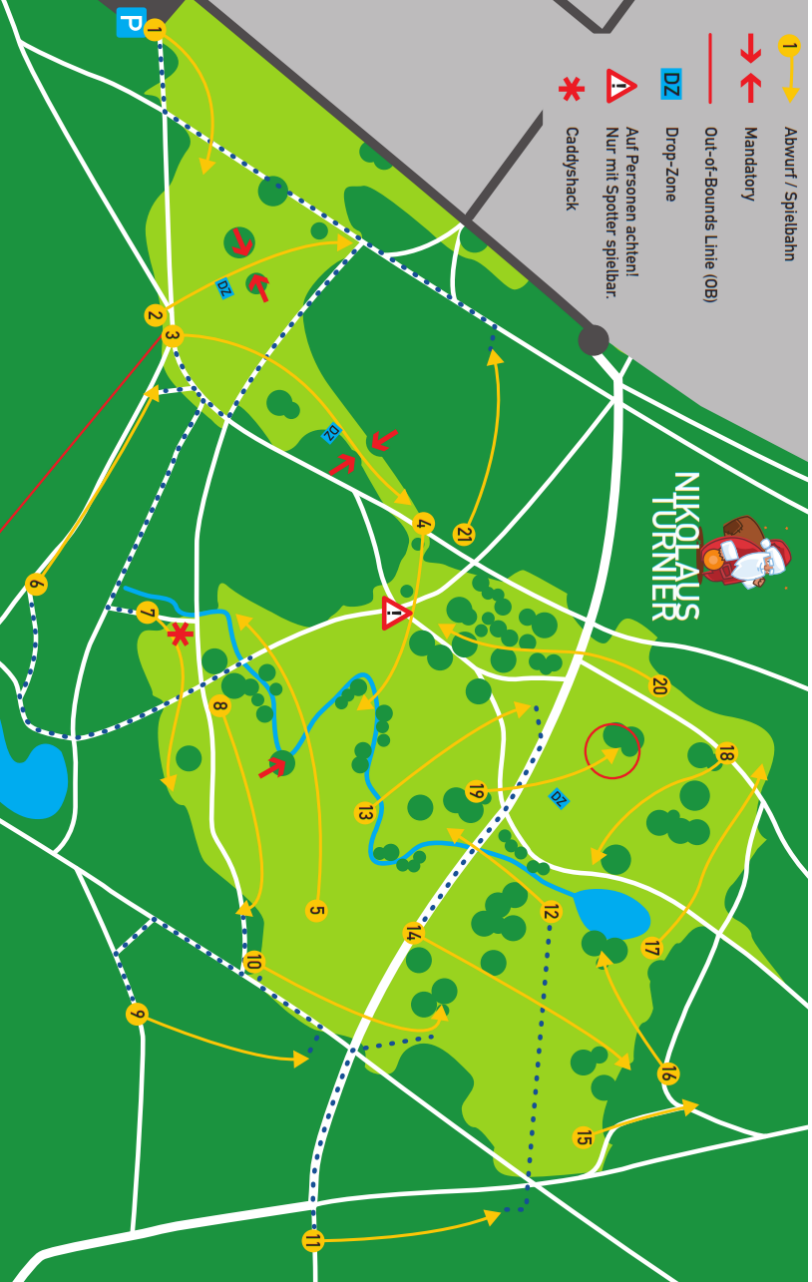 1
Abwurf / Spielbahn
Mandatory
Out-of-Bounds Linie (OB)
DZ
Drop-Zone
!
Auf Personen achten!
Nur mit Spotter spielbar.
Caddyshack
NIKOLAUS
TURNIER
P
1
2
3
DZ
DZ
4
21
6
7
!
8
20
18
19
13
DZ
5
12
14
17
10
9
16
15
11